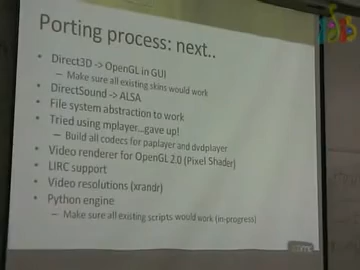 Porting process: next..
• Direct3D -> OpenGL in GUI
– Make sure all existing skins would work
• DirectSound -> ALSA
• File system abstraction to work
• Tried using mplayer...gave up!
– Build all codecs for paplayer and dvdplayer
• Video renderer for OpenGL 2.0 (Pixel Shader)
• LIRC support
• Video resolutions (xrandr)
• Python engine
– Make sure all existing scripts would work (in-progress)